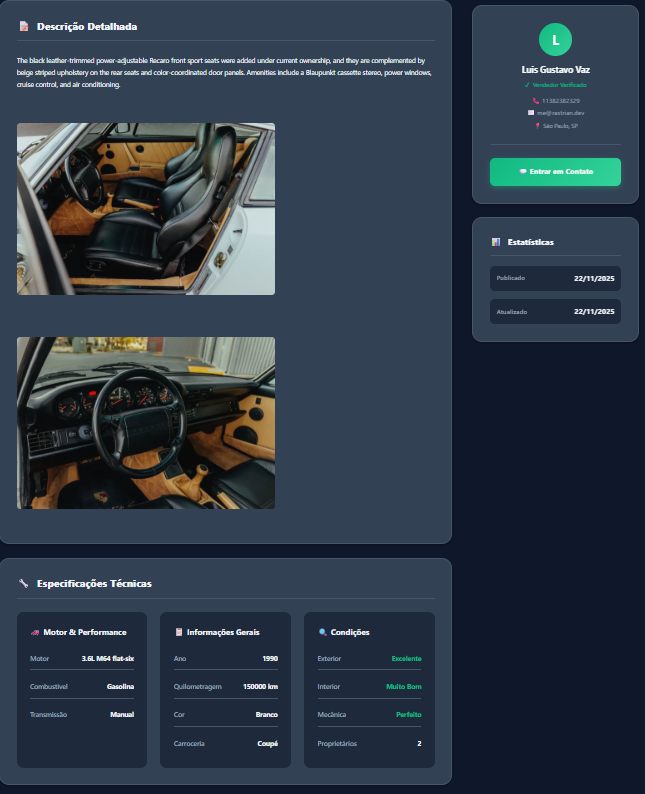 Descrição Detalhada
The black leather-trimmed power-adjustable Recaro front sport seats were added under current ownership, and they are complemented by
beige striped upholstery on the rear seats and color-coordinated door panels. Amenities include a Blaupunkt cassette stereo, power windows,
cruise control, and air conditioning.
Especificações Técnicas
Motor & Performance
Motor 3.6L M64 flat-six
Combustível Gasolina
Transmissão Manual
Informações Gerais
Ano 1990
Quilometragem 150000 km
Cor Branco
Carroceria Coupé
Condições
Exterior Excelente
Interior Muito Bom
Mecânica Perfeito
Proprietários 2
L
Luis Gustavo Vaz
✓ Vendedor Verificado
11382382329
me@restrian.dev
São Paulo, SP
Entrar em Contato
Estatísticas
Publicado 22/11/2025
Atualizado 22/11/2025